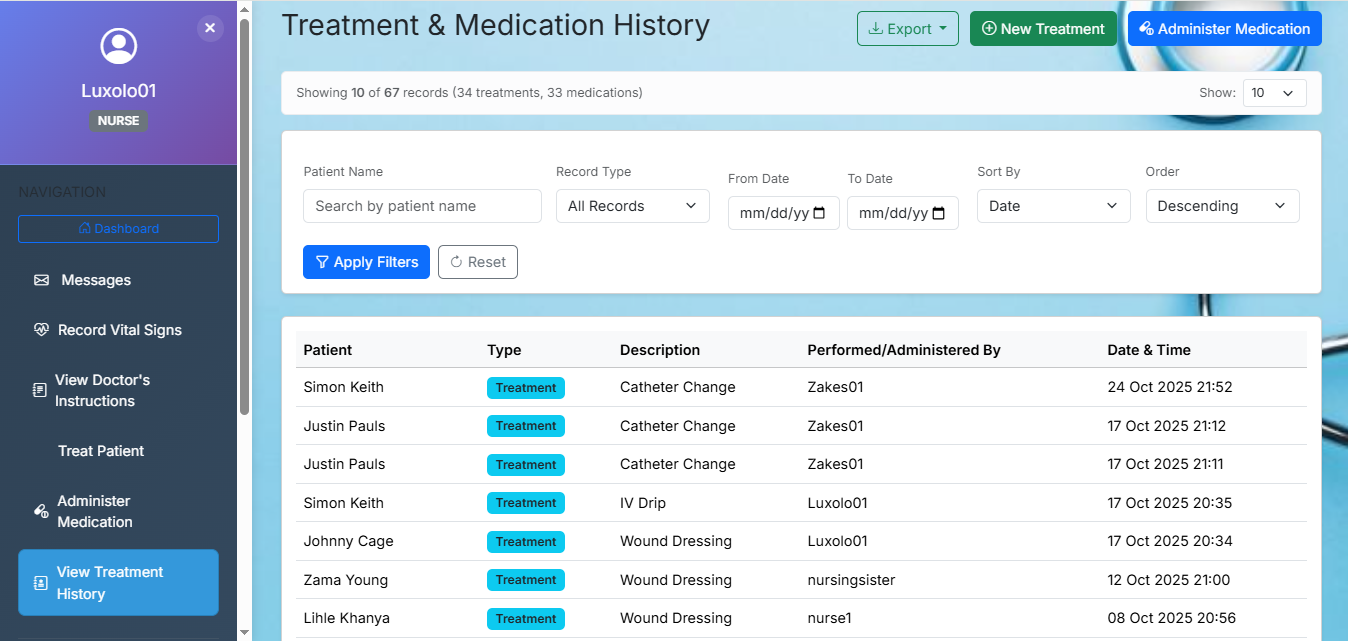 Luxolo01
NURSE
NAVIGATION
Dashboard
Messages
Record Vital Signs
View Doctor's
Instructions
Treat Patient
Administer
Medication
View Treatment
History
Treatment & Medication History
Export
New Treatment
Administer Medication
Showing 10 of 67 records (34 treatments, 33 medications)
Show: 10
Patient Name Record Type From Date To Date Sort By Order
Search by patient name All Records mm/dd/yy mm/dd/yy Date Descending
Apply Filters Reset
Patient Type Description Performed/Administered By Date & Time
Simon Keith Treatment Catheter Change Zakes01 24 Oct 2025 21:52
Justin Pauls Treatment Catheter Change Zakes01 17 Oct 2025 21:12
Justin Pauls Treatment Catheter Change Zakes01 17 Oct 2025 21:11
Simon Keith Treatment IV Drip Luxolo01 17 Oct 2025 20:35
Johnny Cage Treatment Wound Dressing Luxolo01 17 Oct 2025 20:34
Zama Young Treatment Wound Dressing nursingsister 12 Oct 2025 21:00
Lihle Khanya Treatment Wound Dressing nurse1 08 Oct 2025 20:56